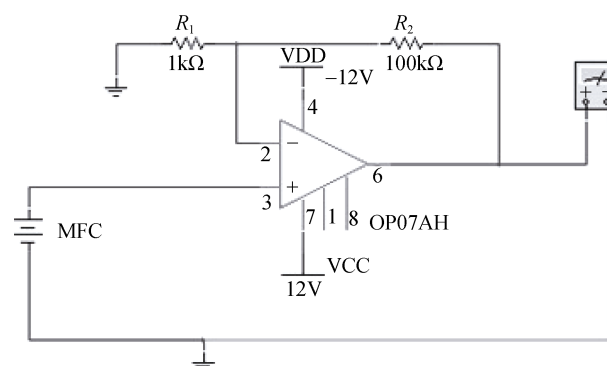 R₁
1kΩ
R₂
100kΩ
VDD
−12V
4
2
−
+
3
6
7
1
8
OP07AH
MFC
VCC
12V
+
−